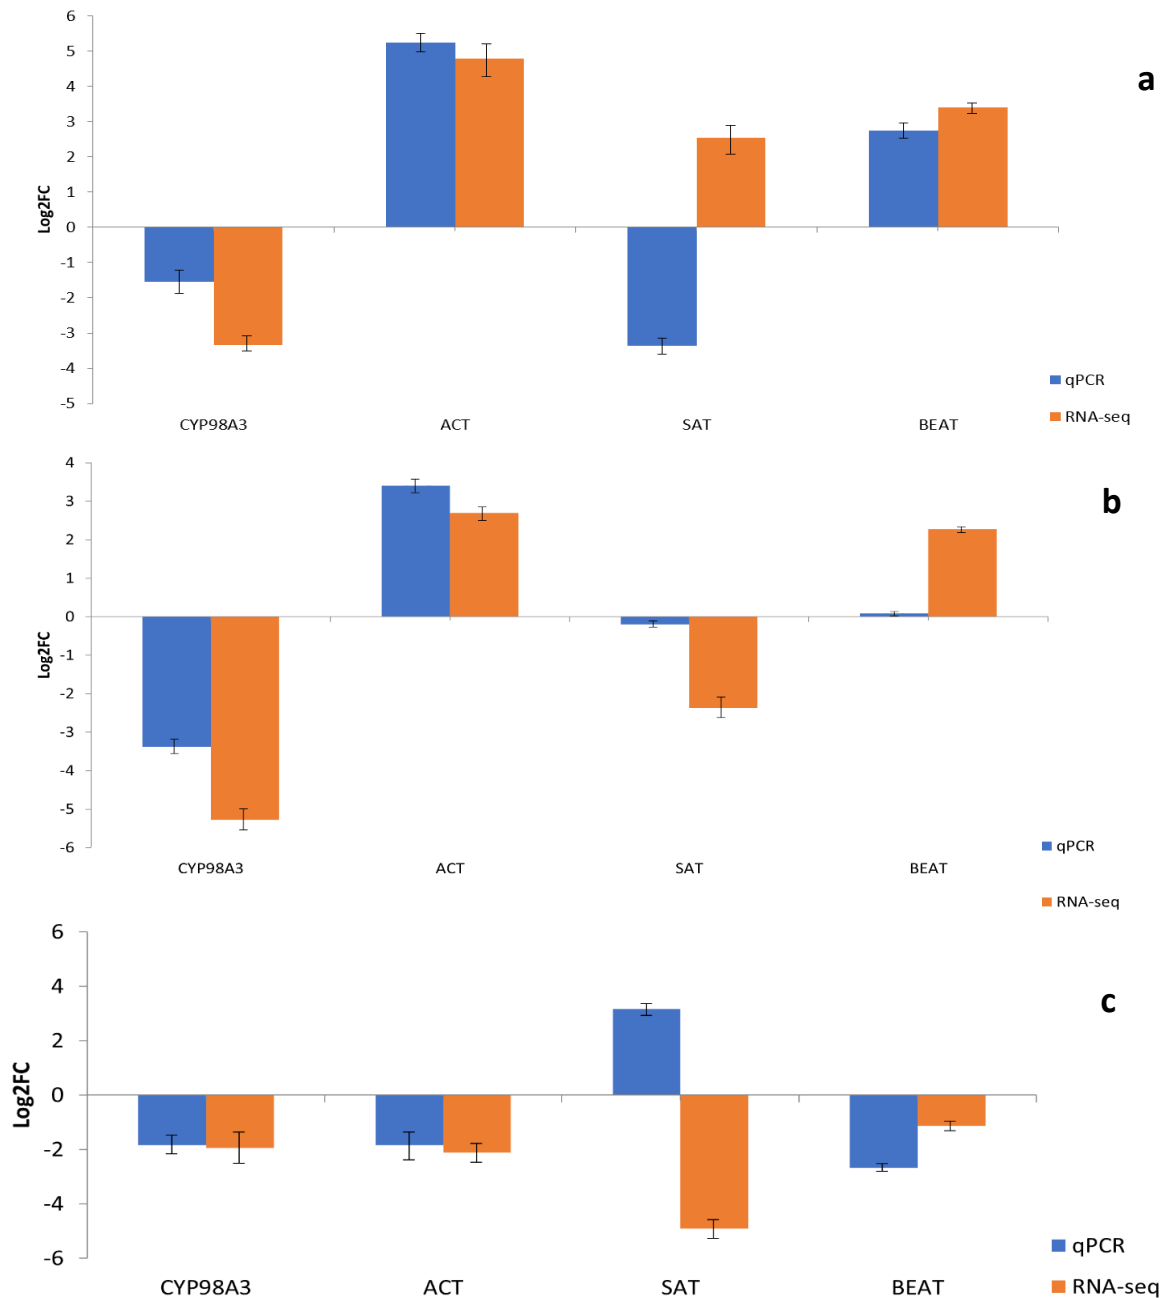 6
5
4
3
2
1
0
-1
-2
-3
-4
-5
Log2FC
a
qPCR
RNA-seq
CYP98A3 ACT SAT BEAT
4
3
2
1
0
-1
-2
-3
-4
-5
-6
Log2FC
b
qPCR
RNA-seq
CYP98A3 ACT SAT BEAT
6
4
2
0
-2
-4
-6
Log2FC
c
qPCR
RNA-seq
CYP98A3 ACT SAT BEAT